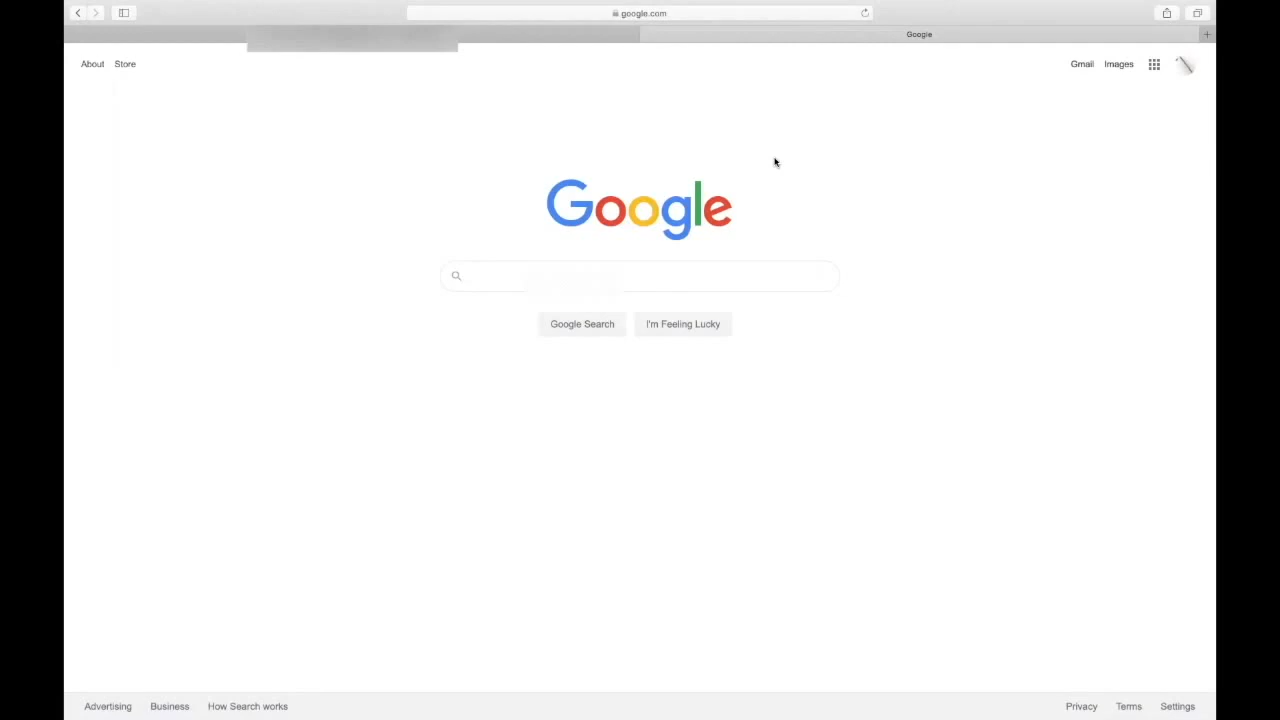 google.com
Google
About Store
Gmail Images
Google
Google Search I'm Feeling Lucky
Advertising Business How Search works
Privacy Terms Settings